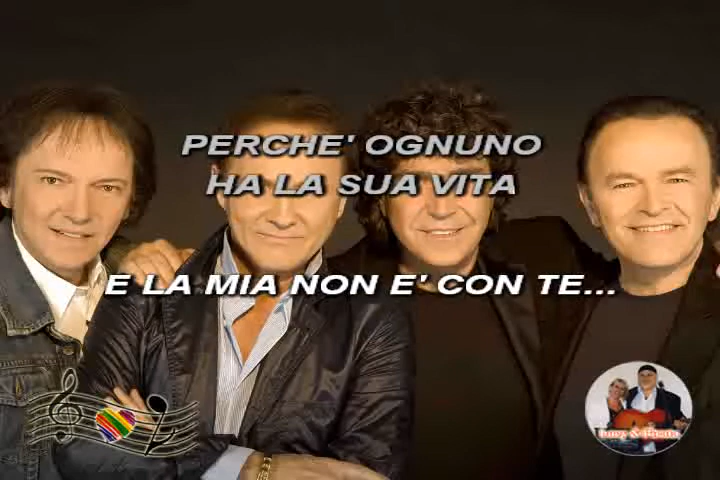 PERCHE' OGNUNO
HA LA SUA VITA
E LA MIA NON E' CON TE...